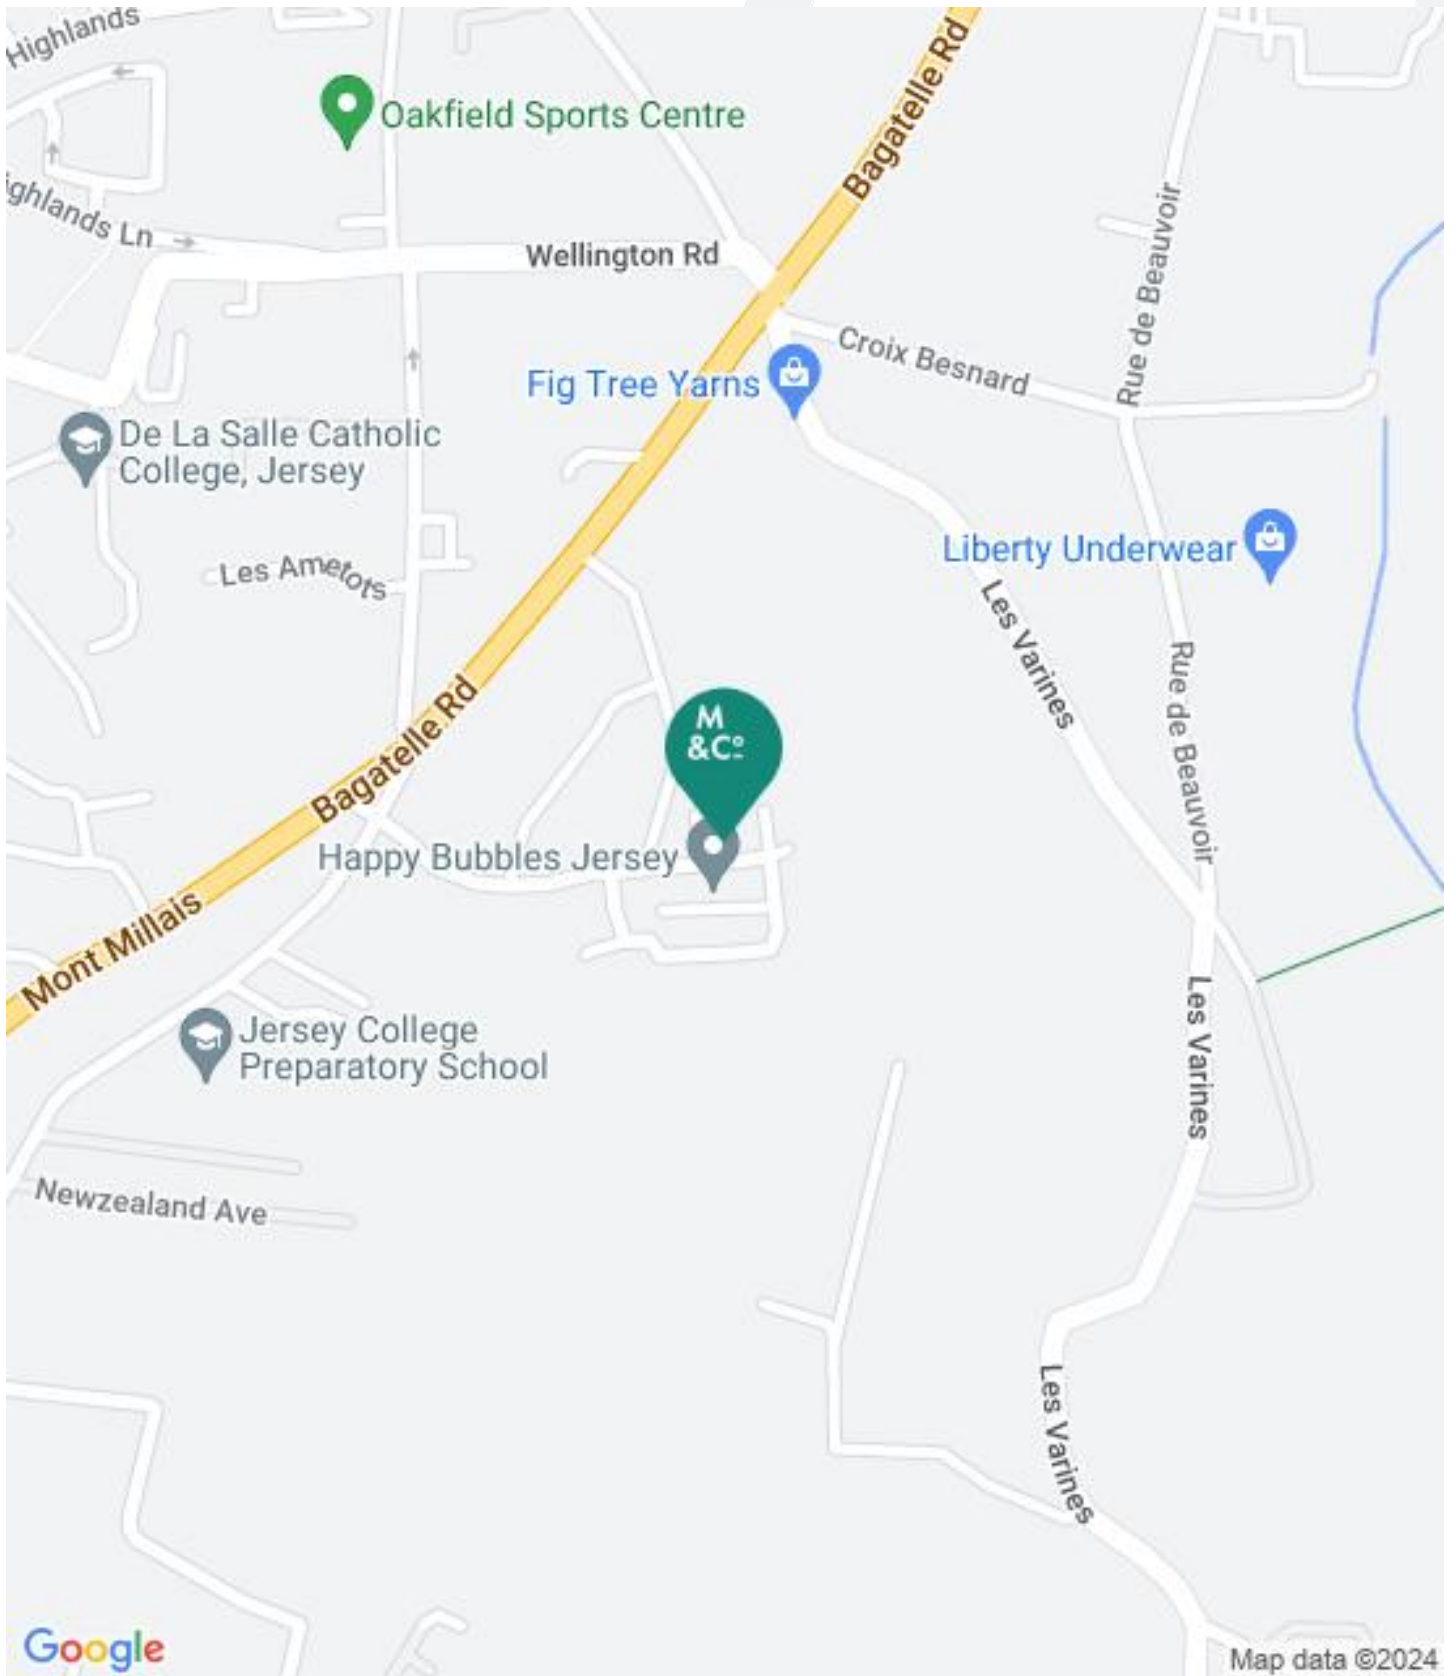 Highlands
Oakfield Sports Centre
Bagatelle Rd
ighlands Ln
Wellington Rd
Rue de Beauvoir
Croix Besnard
Fig Tree Yarns
De La Salle Catholic
College, Jersey
Liberty Underwear
Les Ametots
Les Varines
Rue de Beauvoir
Bagatelle Rd
M
&Cº
Happy Bubbles Jersey
Mont Millais
Les Varines
Jersey College
Preparatory School
Newzealand Ave
Les Varines
Google
Map data ©2024